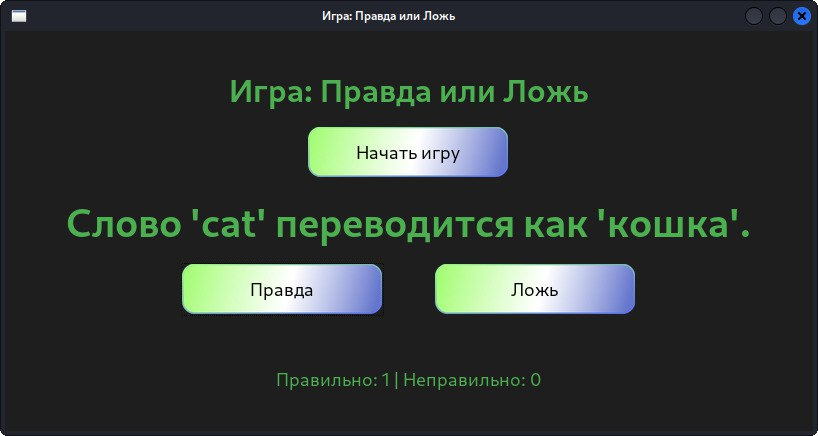 Игра: Правда или Ложь
Игра: Правда или Ложь
Начать игру
Слово 'cat' переводится как 'кошка'.
Правда
Ложь
Правильно: 1 | Неправильно: 0